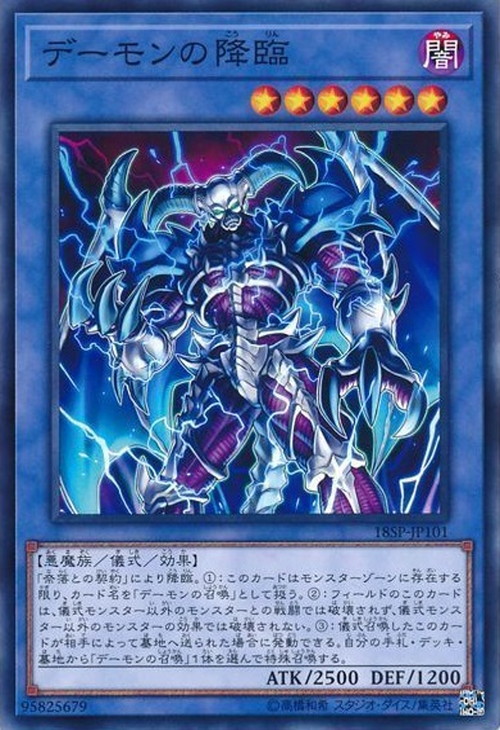 デーモンの降臨
闇
18SP-JP101
【悪魔族/儀式/効果】
「奈落との契約」により降臨。①:このカードはモンスターゾーンに存在する
限り、カード名を「デーモンの召喚」として扱う。②:フィールドのこのカード
は、儀式モンスター以外のモンスターとの戦闘では破壊されず、儀式モンス
ター以外のモンスターの効果では破壊されない。③:儀式召喚したこのカー
ドが相手によって墓地へ送られた場合に発動できる。自分の手札・デッキ・
墓地から「デーモンの召喚」1体を選んで特殊召喚する。
ATK/2500 DEF/1200
95825679
©高橋和希 スタジオ・ダイス/集英社